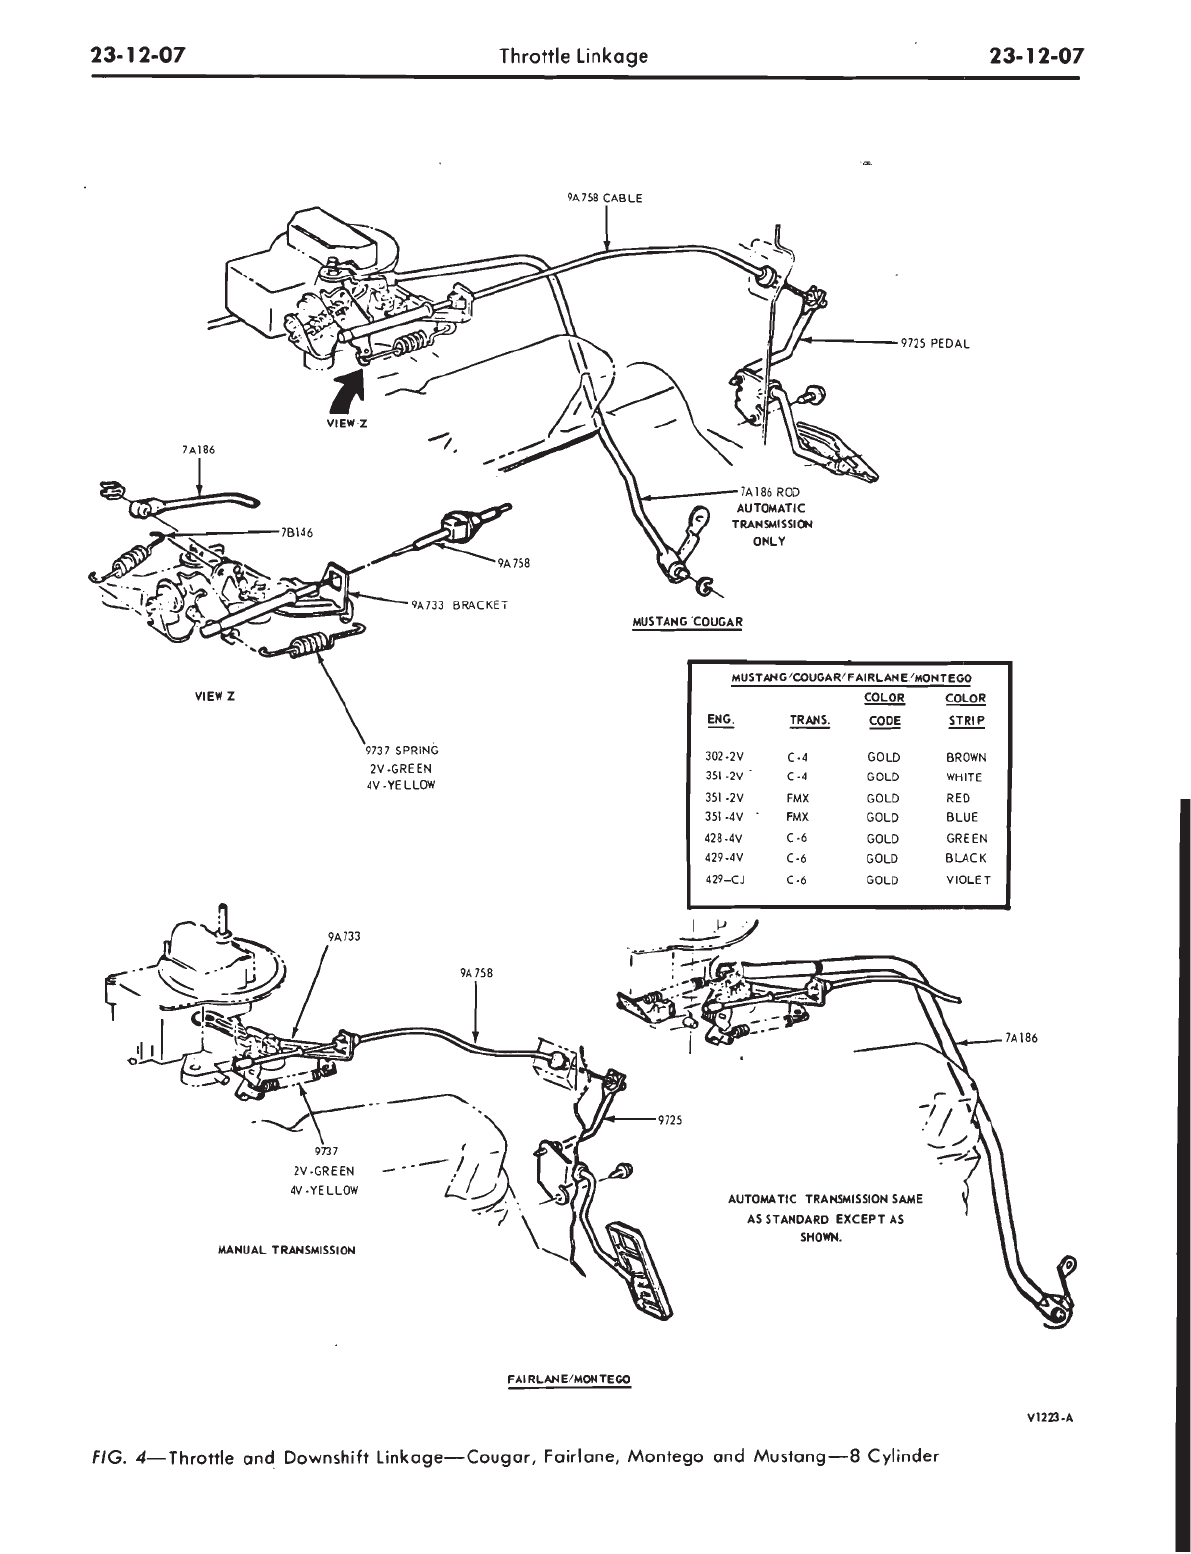 23-12-07 Throttle Linkage 23-12-07
9A758 CABLE
9725 PEDAL
VIEW Z
7A186
7B146
9A758
9A733 BRACKET
7A186 ROD
AUTOMATIC
TRANSMISSION
ONLY
MUSTANG COUGAR
VIEW Z
9737 SPRING
2V-GREEN
4V-YELLOW
MUSTANG/COUGAR/FAIRLANE/MONTEGO
COLOR COLOR
ENG. TRANS. CODE STRIP
302-2V C-4 GOLD BROWN
351-2V C-4 GOLD WHITE
351-2V FMX GOLD RED
351-4V FMX GOLD BLUE
428-4V C-6 GOLD GREEN
429-4V C-6 GOLD BLACK
429-CJ C-6 GOLD VIOLET
9A733
9A758
9725
9737
2V-GREEN
4V-YELLOW
MANUAL TRANSMISSION
7A186
AUTOMATIC TRANSMISSION SAME
AS STANDARD EXCEPT AS
SHOWN.
FAIRLANE/MONTEGO
V1223-A
FIG. 4—Throttle and Downshift Linkage—Cougar, Fairlane, Montego and Mustang—8 Cylinder